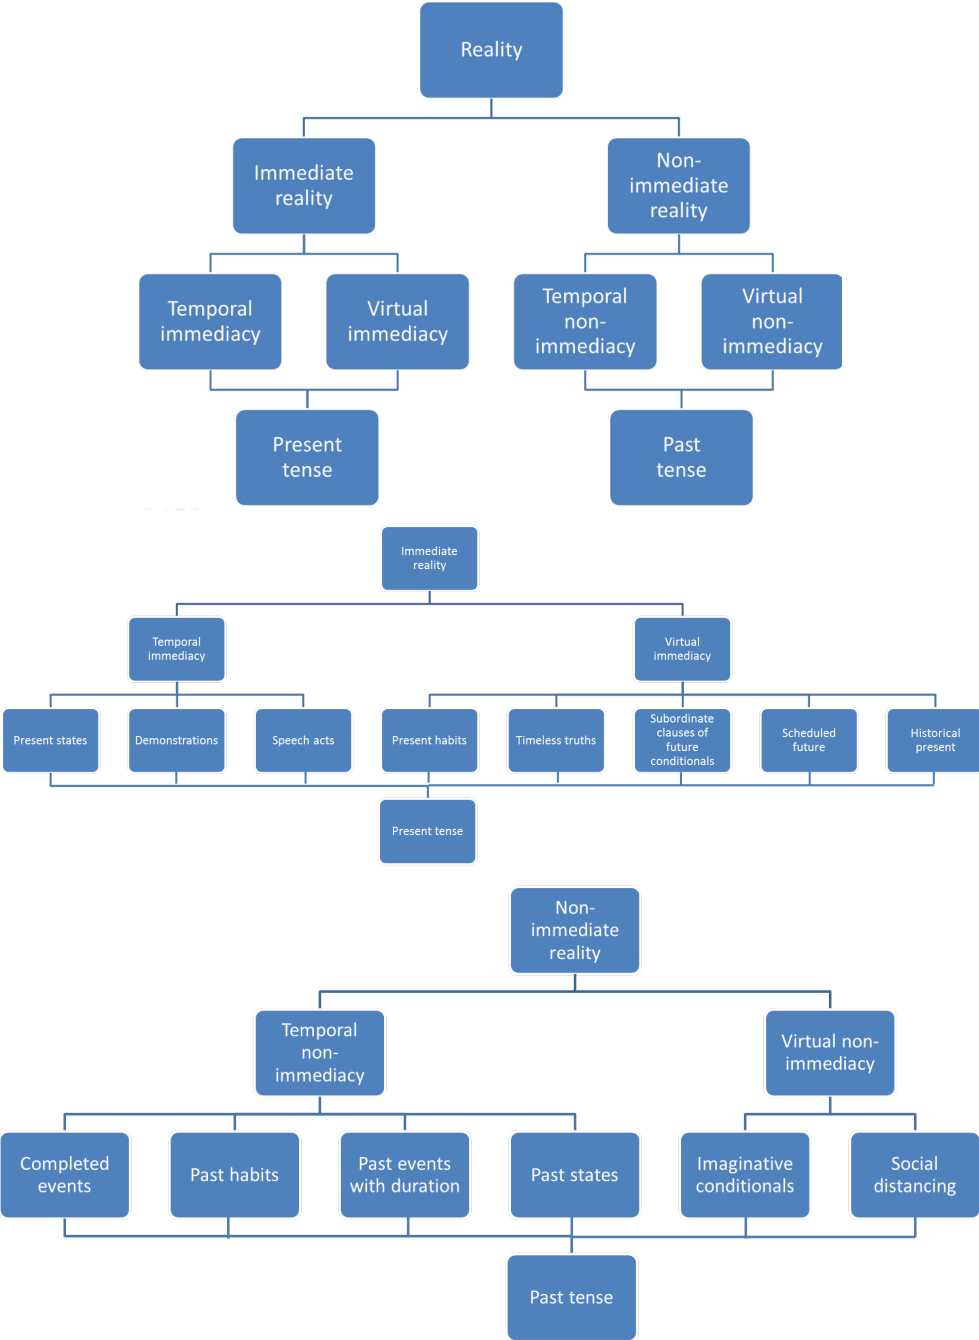 Reality
Immediate
reality
Non-
immediate
reality
Temporal
immediacy
Virtual
immediacy
Temporal
non-
immediacy
Virtual
non-
immediacy
Present
tense
Past
tense
Immediate
reality
Temporal
immediacy
Virtual
immediacy
Present states
Demonstrations
Speech acts
Present habits
Timeless truths
Subordinate
clauses of
future
conditionals
Scheduled
future
Historical
present
Present tense
Non-
immediate
reality
Temporal
non-
immediacy
Virtual non-
immediacy
Completed
events
Past habits
Past events
with duration
Past states
Imaginative
conditionals
Social
distancing
Past tense